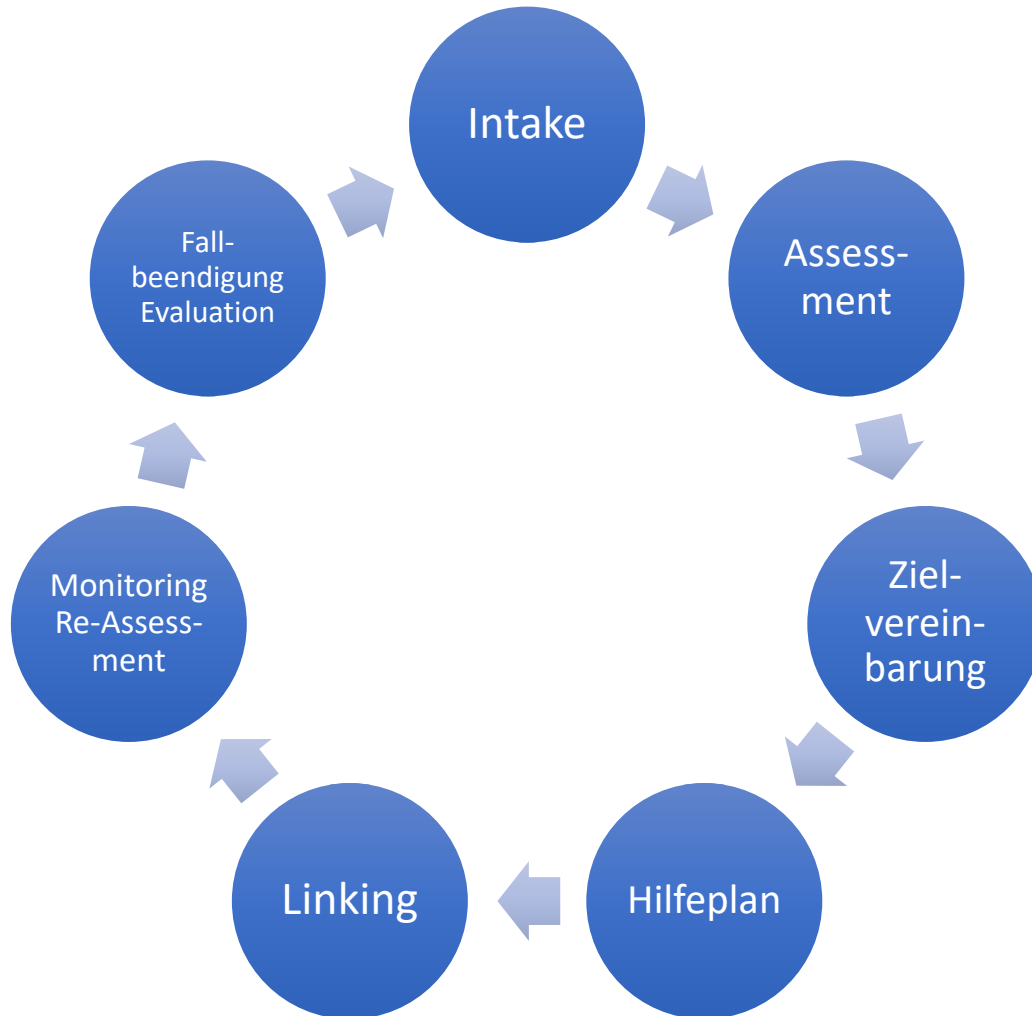 Intake
Assess-
ment
Ziel-
verein-
barung
Hilfeplan
Linking
Monitoring
Re-Assess-
ment
Fall-
beendigung
Evaluation